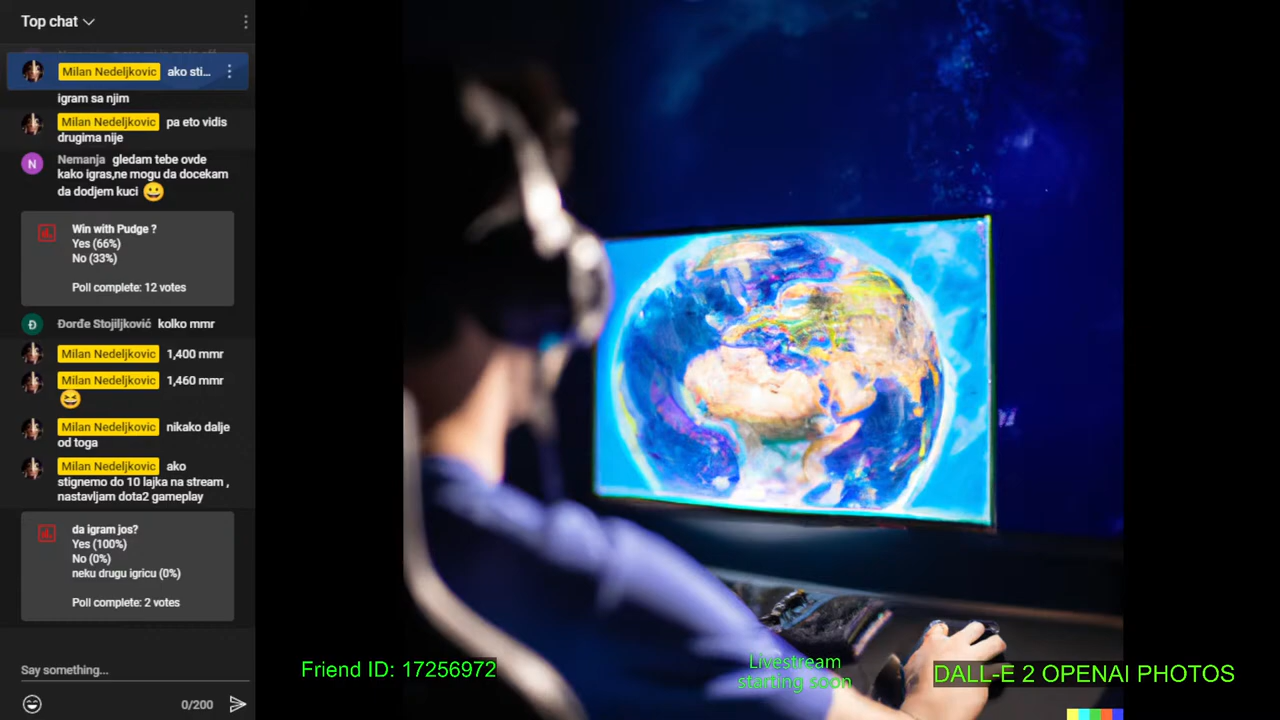 Top chat
Milan Nedeljkovic ako sti...
igram sa njim
Milan Nedeljkovic pa eto vidis
drugima nije
N Nemanja gledam tebe ovde
kako igras,ne mogu da docekam
da dodjem kuci
Win with Pudge ?
Yes (66%)
No (33%)
Poll complete: 12 votes
Đ Đorđe Stojiljković kolko mmr
Milan Nedeljkovic 1,400 mmr
Milan Nedeljkovic 1,460 mmr
Milan Nedeljkovic nikako dalje
od toga
Milan Nedeljkovic ako
stignemo do 10 lajka na stream ,
nastavljam dota2 gameplay
da igram jos?
Yes (100%)
No (0%)
neku drugu igricu (0%)
Poll complete: 2 votes
Say something...
0/200
Friend ID: 17256972
Livestream
starting soon
DALL-E 2 OPENAI PHOTOS